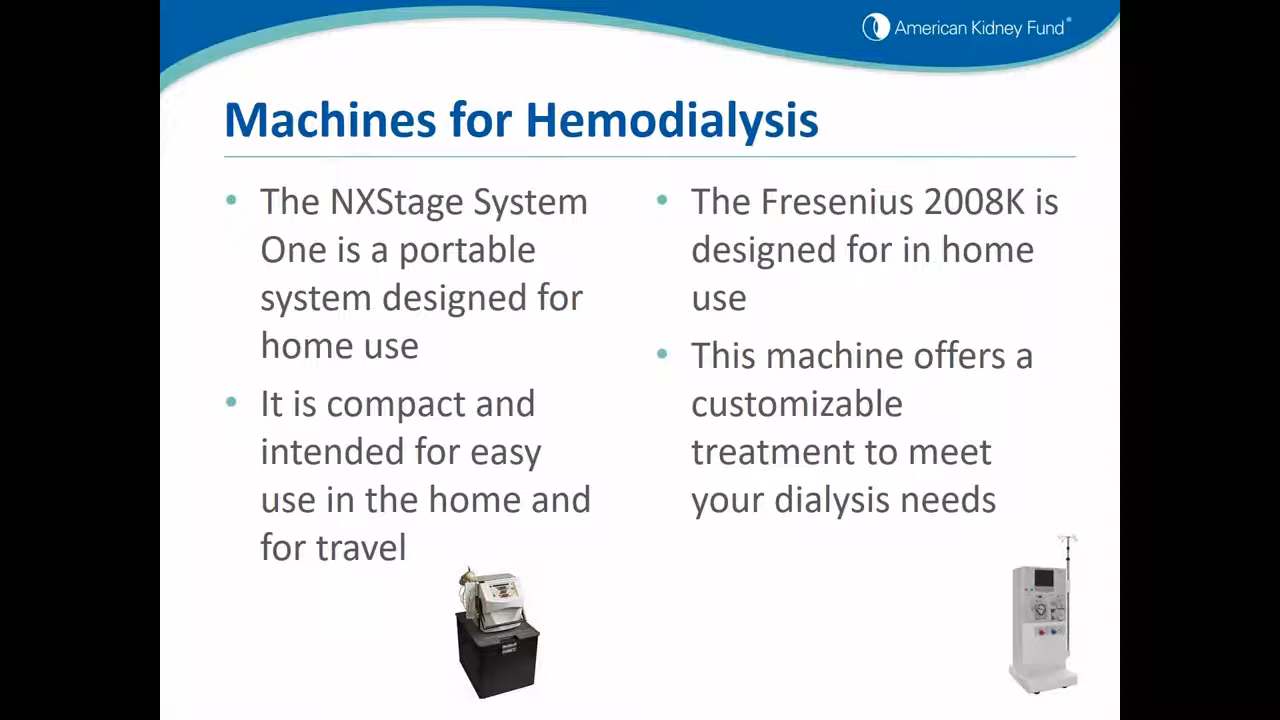 American Kidney Fund®
Machines for Hemodialysis
• The NXStage System
One is a portable
system designed for
home use
• It is compact and
intended for easy
use in the home and
for travel
• The Fresenius 2008K is
designed for in home
use
• This machine offers a
customizable
treatment to meet
your dialysis needs